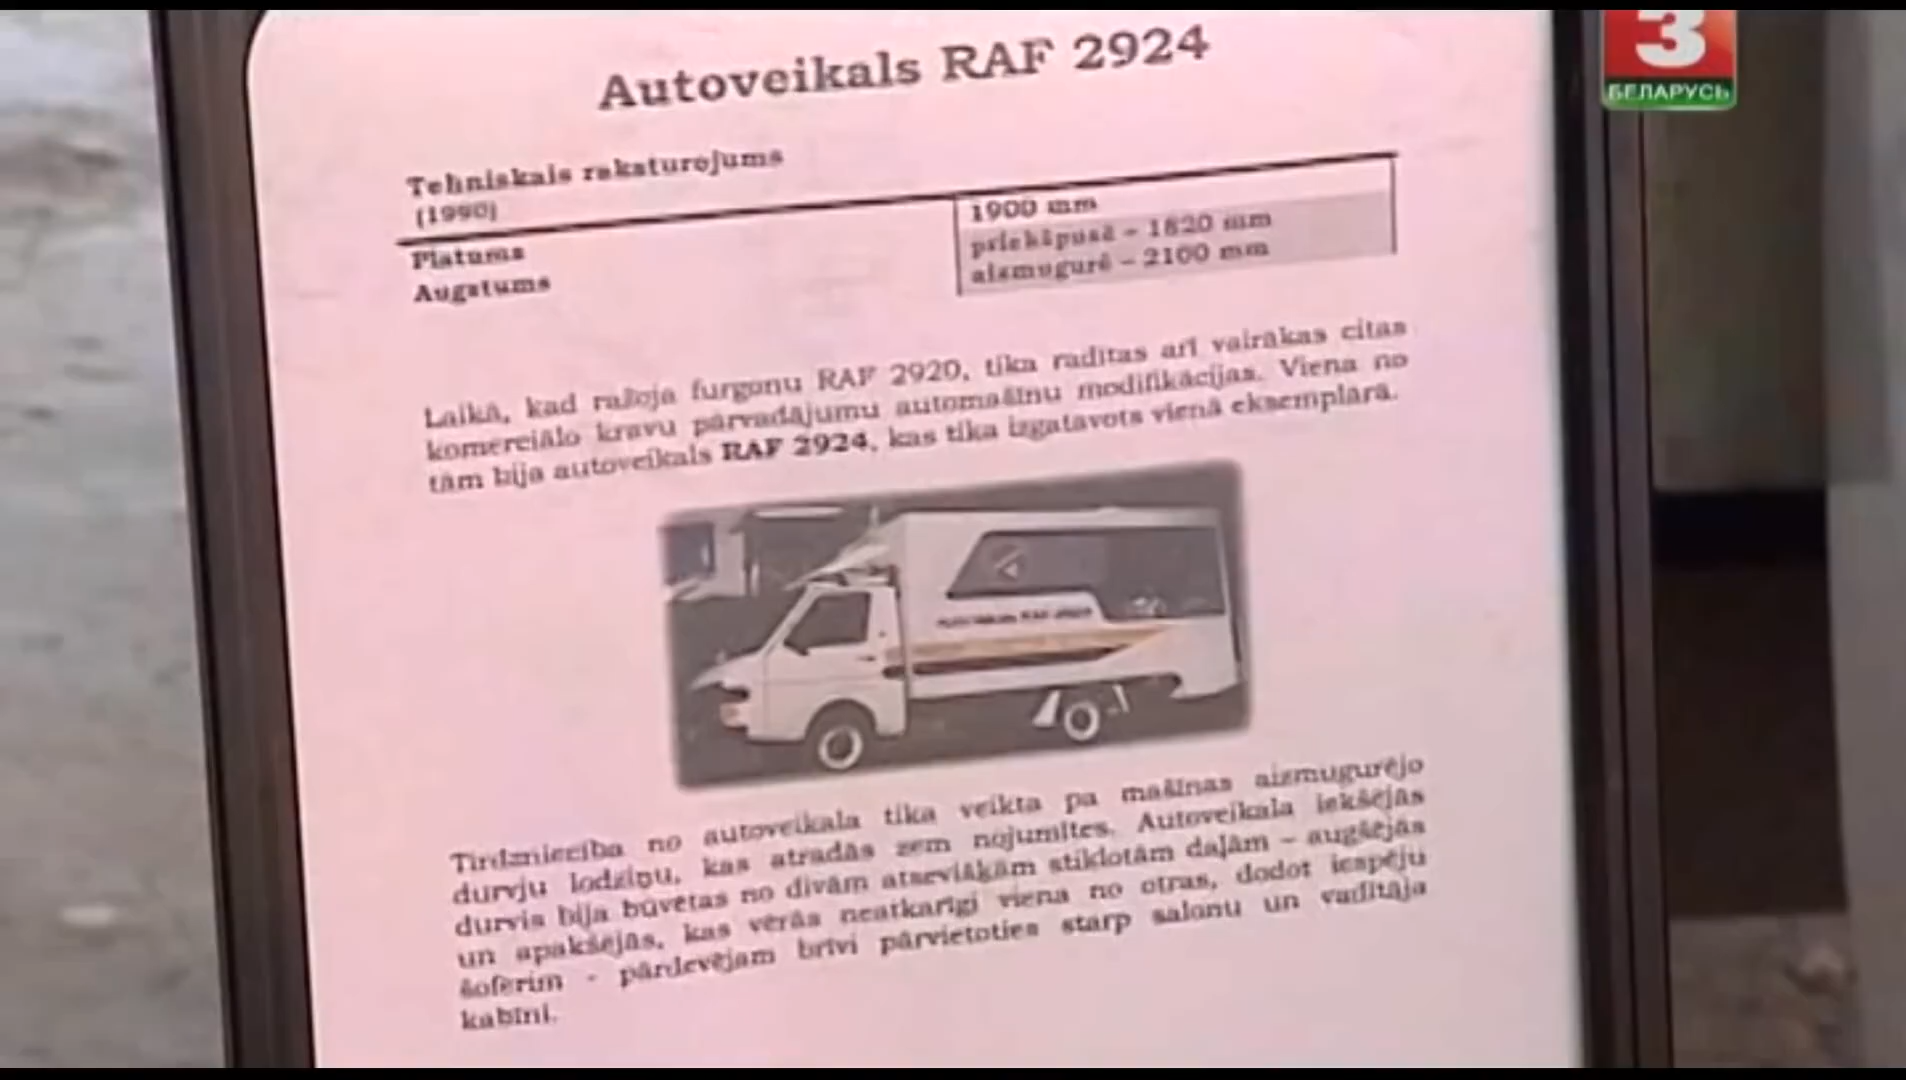 3
БЕЛАРУСЬ
Autoveikals RAF 2924
Tehniskais rakaturojums
(1990)
Platums 1900 mm
Augstums priekšpusē – 1820 mm
aizmugurē – 2100 mm
Laikā, kad ražoja furgonu RAF 2920, tika radītas arī vairākas citas
komerciālo kravu pārvadājumu automašīnu modifikācijas. Viena no
tām bija autoveikals RAF 2924, kas tika izgatavots vienā eksemplārā.
Tirdzniecība no autoveikala tika veikta pa mašīnas aizmugurējo
durvju lodziņu, kas atradās zem nojumītes. Autoveikala iekšējās
durvis bija būvētas no divām atsevišķām stiklotām daļām – augšējās
un apakšējās, kas vērās neatkarīgi viena no otras, dodot iespēju
šoferim - pārdevējam brīvi pārvietoties starp salonu un vadītāja
kabīni.